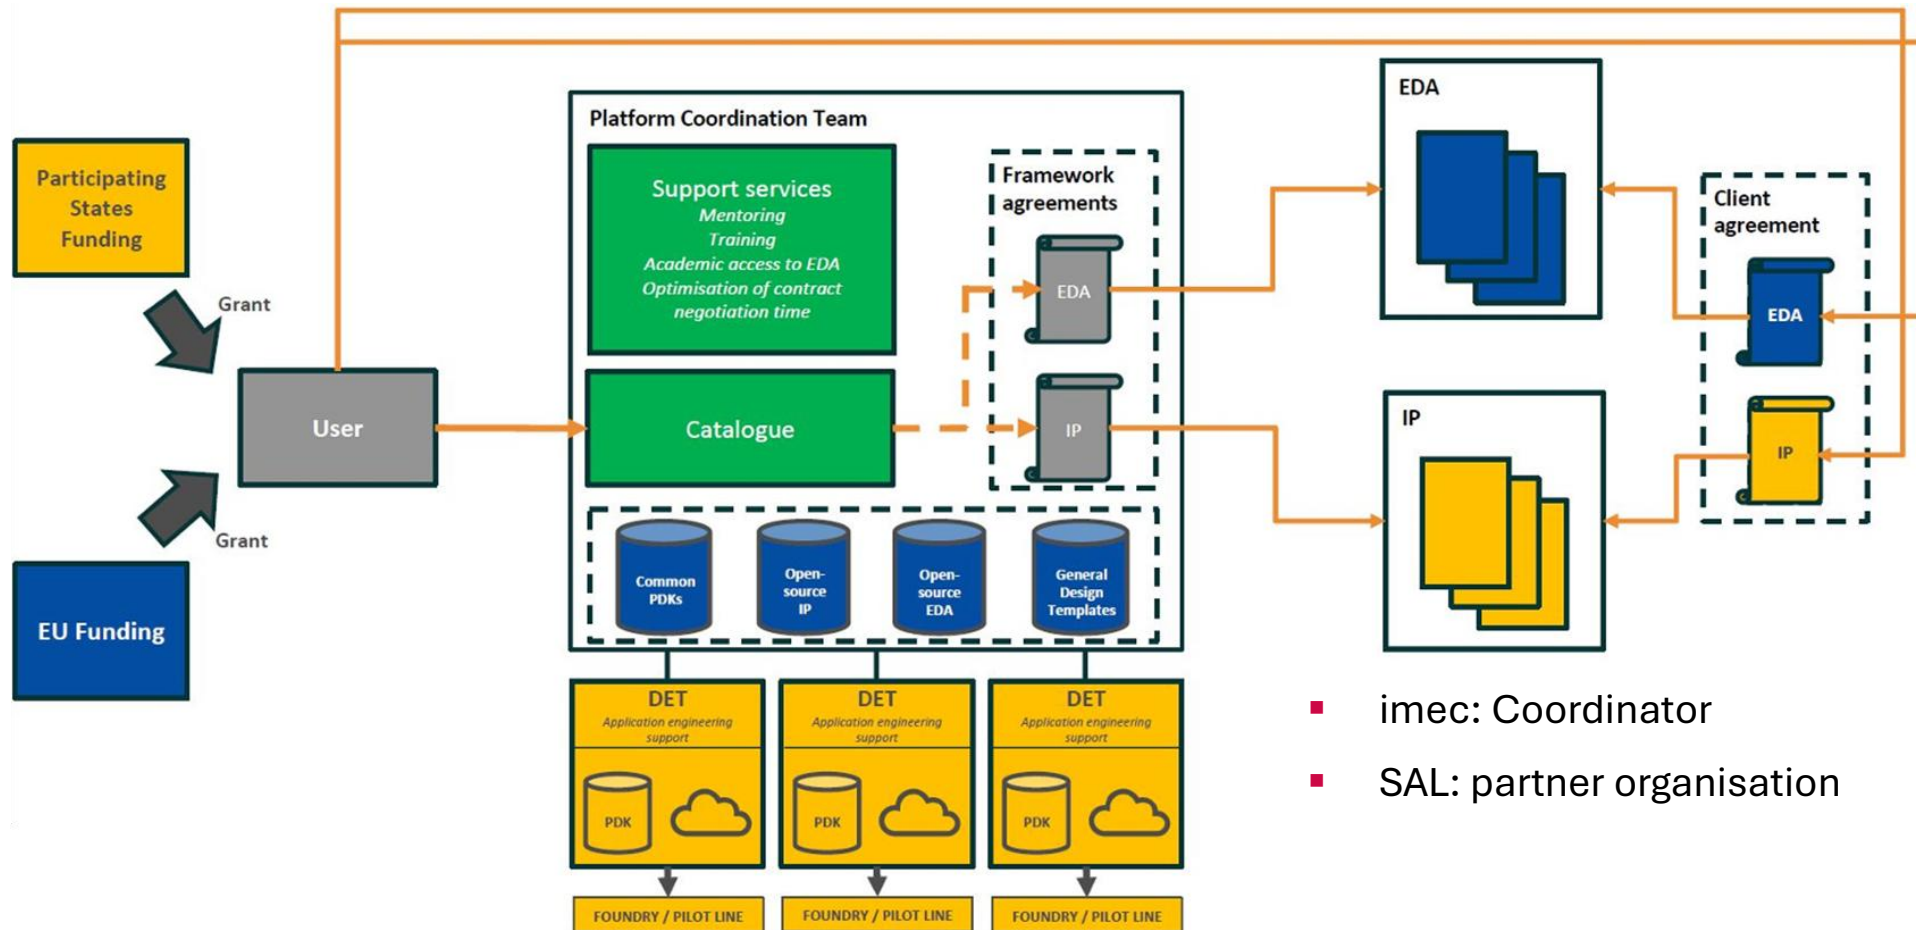 Participating
States
Funding
Grant
User
Grant
EU Funding
Platform Coordination Team
Support services
Mentoring
Training
Academic access to EDA
Optimisation of contract
negotiation time
Catalogue
Framework
agreements
EDA
IP
Common
PDKs
Open-
source
IP
Open-
source
EDA
General
Design
Templates
DET
Application engineering
support
PDK
FOUNDRY / PILOT LINE
DET
Application engineering
support
PDK
FOUNDRY / PILOT LINE
DET
Application engineering
support
PDK
FOUNDRY / PILOT LINE
EDA
IP
Client
agreement
EDA
IP
▪ imec: Coordinator
▪ SAL: partner organisation